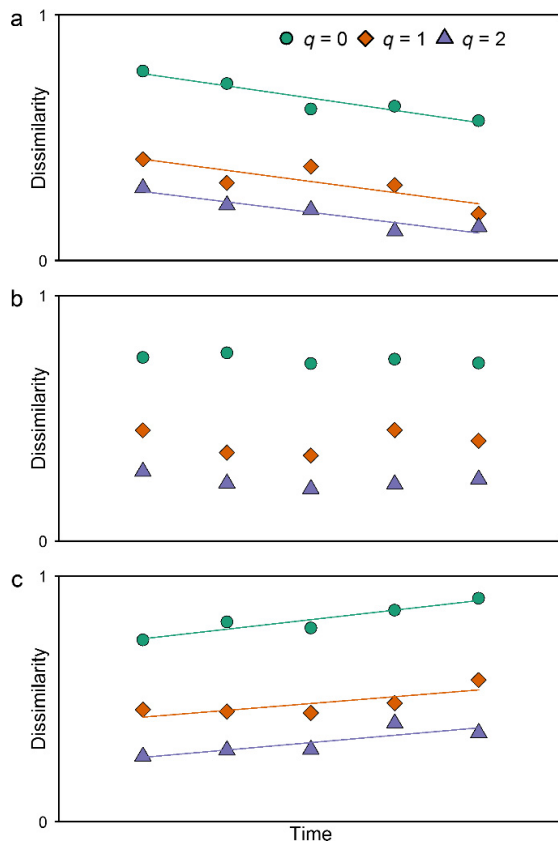 a
1
q = 0 q = 1 q = 2
Dissimilarity
0
b
1
Dissimilarity
0
c
1
Dissimilarity
0
Time